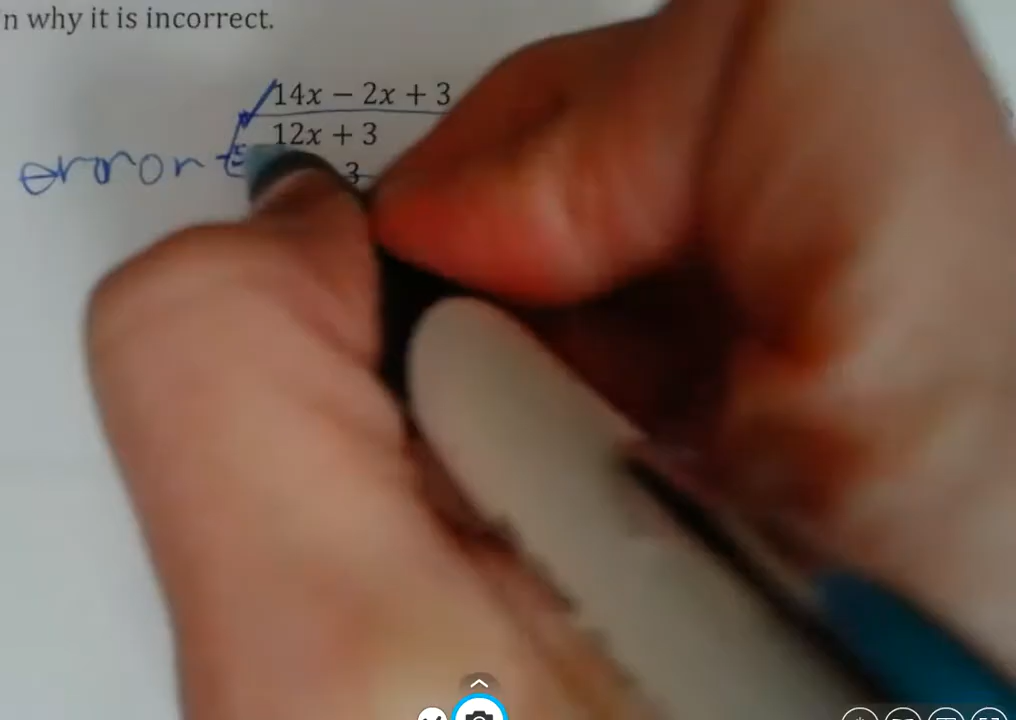 n why it is incorrect.
14x − 2x + 3
12x + 3
error
3